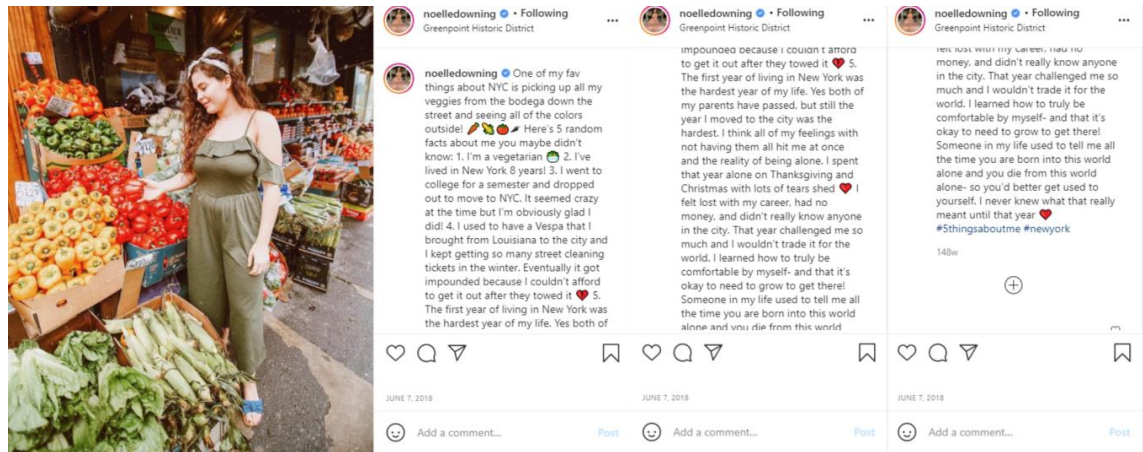 noelledowning • Following
Greenpoint Historic District
noelledowning One of my fav
things about NYC is picking up all my
veggies from the bodega down the
street and seeing all of the colors
outside! 🥕🌽🍅🌶 Here's 5 random
facts about me you maybe didn't
know: 1. I'm a vegetarian 🥗 2. I've
lived in New York 8 years! 3. I went to
college for a semester and dropped
out to move to NYC. It seemed crazy
at the time but I'm obviously glad I
did! 4. I used to have a Vespa that I
brought from Louisiana to the city and
I kept getting so many street cleaning
tickets in the winter. Eventually it got
impounded because I couldn't afford
to get it out after they towed it 💔 5.
The first year of living in New York was
the hardest year of my life. Yes both of
JUNE 7, 2018
Add a comment...
Post
noelledowning • Following
Greenpoint Historic District
impounded because I couldn't afford
to get it out after they towed it 💔 5.
The first year of living in New York was
the hardest year of my life. Yes both of
my parents have passed, but still the
year I moved to the city was the
hardest. I think all of my feelings with
not having them all hit me at once
and the reality of being alone. I spent
that year alone on Thanksgiving and
Christmas with lots of tears shed ❤️ I
felt lost with my career, had no
money, and didn't really know anyone
in the city. That year challenged me so
much and I wouldn't trade it for the
world. I learned how to truly be
comfortable by myself- and that it's
okay to need to grow to get there!
Someone in my life used to tell me all
the time you are born into this world
alone and you die from this world
JUNE 7, 2018
Add a comment...
Post
noelledowning • Following
Greenpoint Historic District
felt lost with my career, had no
money, and didn't really know anyone
in the city. That year challenged me so
much and I wouldn't trade it for the
world. I learned how to truly be
comfortable by myself- and that it's
okay to need to grow to get there!
Someone in my life used to tell me all
the time you are born into this world
alone and you die from this world
alone- so you'd better get used to
yourself. I never knew what that really
meant until that year ❤️
#5thingsaboutme #newyork
148w
JUNE 7, 2018
Add a comment...
Post